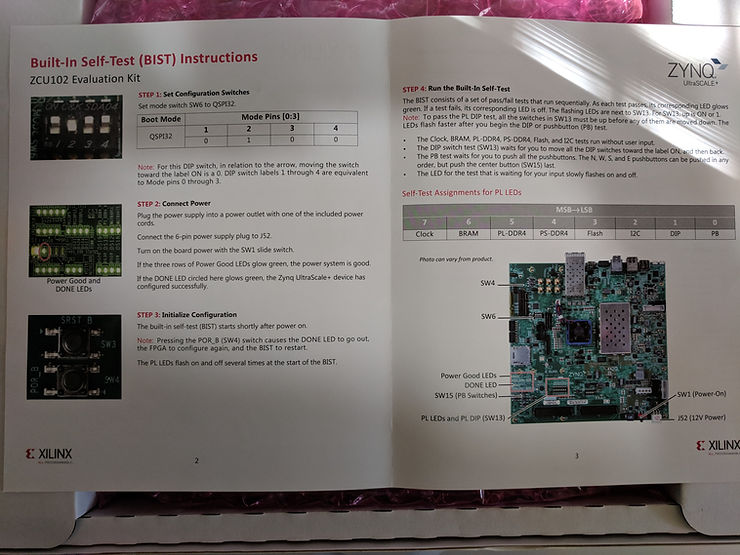 Built-In Self-Test (BIST) Instructions
ZCU102 Evaluation Kit
STEP 1: Set Configuration Switches
Set mode switch SW6 to QSPI32.
Boot Mode
Mode Pins [0:3]
1 2 3 4
QSPI32 0 1 0 0
Note: For this DIP switch, in relation to the arrow, moving the switch
toward the label ON is a 0. DIP switch labels 1 through 4 are equivalent
to Mode pins 0 through 3.
1 2 3 4
STEP 2: Connect Power
Plug the power supply into a power outlet with one of the included power
cords.
Connect the 6-pin power supply plug to J52.
Turn on the board power with the SW1 slide switch.
If the three rows of Power Good LEDs glow green, the power system is good.
If the DONE LED circled here glows green, the Zynq UltraScale+ device has
configured successfully.
Power Good and
DONE LEDs
STEP 3: Initialize Configuration
The built-in self-test (BIST) starts shortly after power on.
Note: Pressing the POR_B (SW4) switch causes the DONE LED to go out,
the FPGA to configure again, and the BIST to restart.
The PL LEDs flash on and off several times at the start of the BIST.
SRST_B
SW3
POR_B
SW4
XILINX
2
ZYNQ
UltraSCALE+
STEP 4: Run the Built-In Self-Test
The BIST consists of a set of pass/fail tests that run sequentially. As each test passes, its corresponding LED glows
green. If a test fails, its corresponding LED is off. The flashing LEDs are next to SW13. For SW13, up is ON or 1.
Note: To pass the PL DIP test, all the switches in SW13 must be up before any of them are moved down. The
LEDs flash faster after you begin the DIP or pushbutton (PB) test.
• The Clock, BRAM, PL-DDR4, PS-DDR4, Flash, and I2C tests run without user input.
• The DIP switch test (SW13) waits for you to move all the DIP switches toward the label ON, and then back.
• The PB test waits for you to push all the pushbuttons. The N, W, S, and E pushbuttons can be pushed in any
order, but push the center button (SW15) last.
• The LED for the test that is waiting for your input slowly flashes on and off.
Self-Test Assignments for PL LEDs
MSB→LSB
7 6 5 4 3 2 1 0
Clock BRAM PL-DDR4 PS-DDR4 Flash I2C DIP PB
Photo can vary from product.
SW4
SW6
Power Good LEDs
DONE LED
SW15 (PB Switches)
PL LEDs and PL DIP (SW13)
SW1 (Power-On)
J52 (12V Power)
ZYNQ
3
XILINX